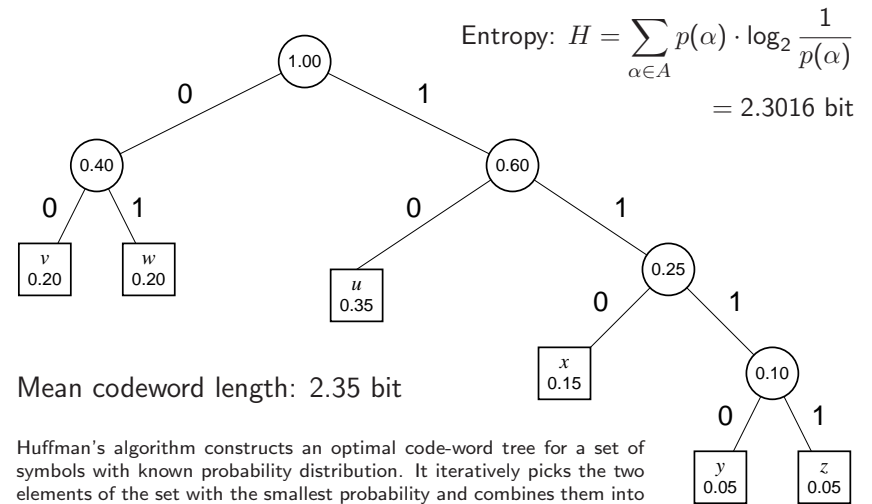 Entropy: H = ∑α∈A p(α) · log2 1/p(α)
= 2.3016 bit
1.00
0 1
0.40 0.60
0 1 0 1
v 0.20 w 0.20 u 0.35 0.25
0 1
x 0.15 0.10
0 1
y 0.05 z 0.05
Mean codeword length: 2.35 bit
Huffman's algorithm constructs an optimal code-word tree for a set of
symbols with known probability distribution. It iteratively picks the two
elements of the set with the smallest probability and combines them into